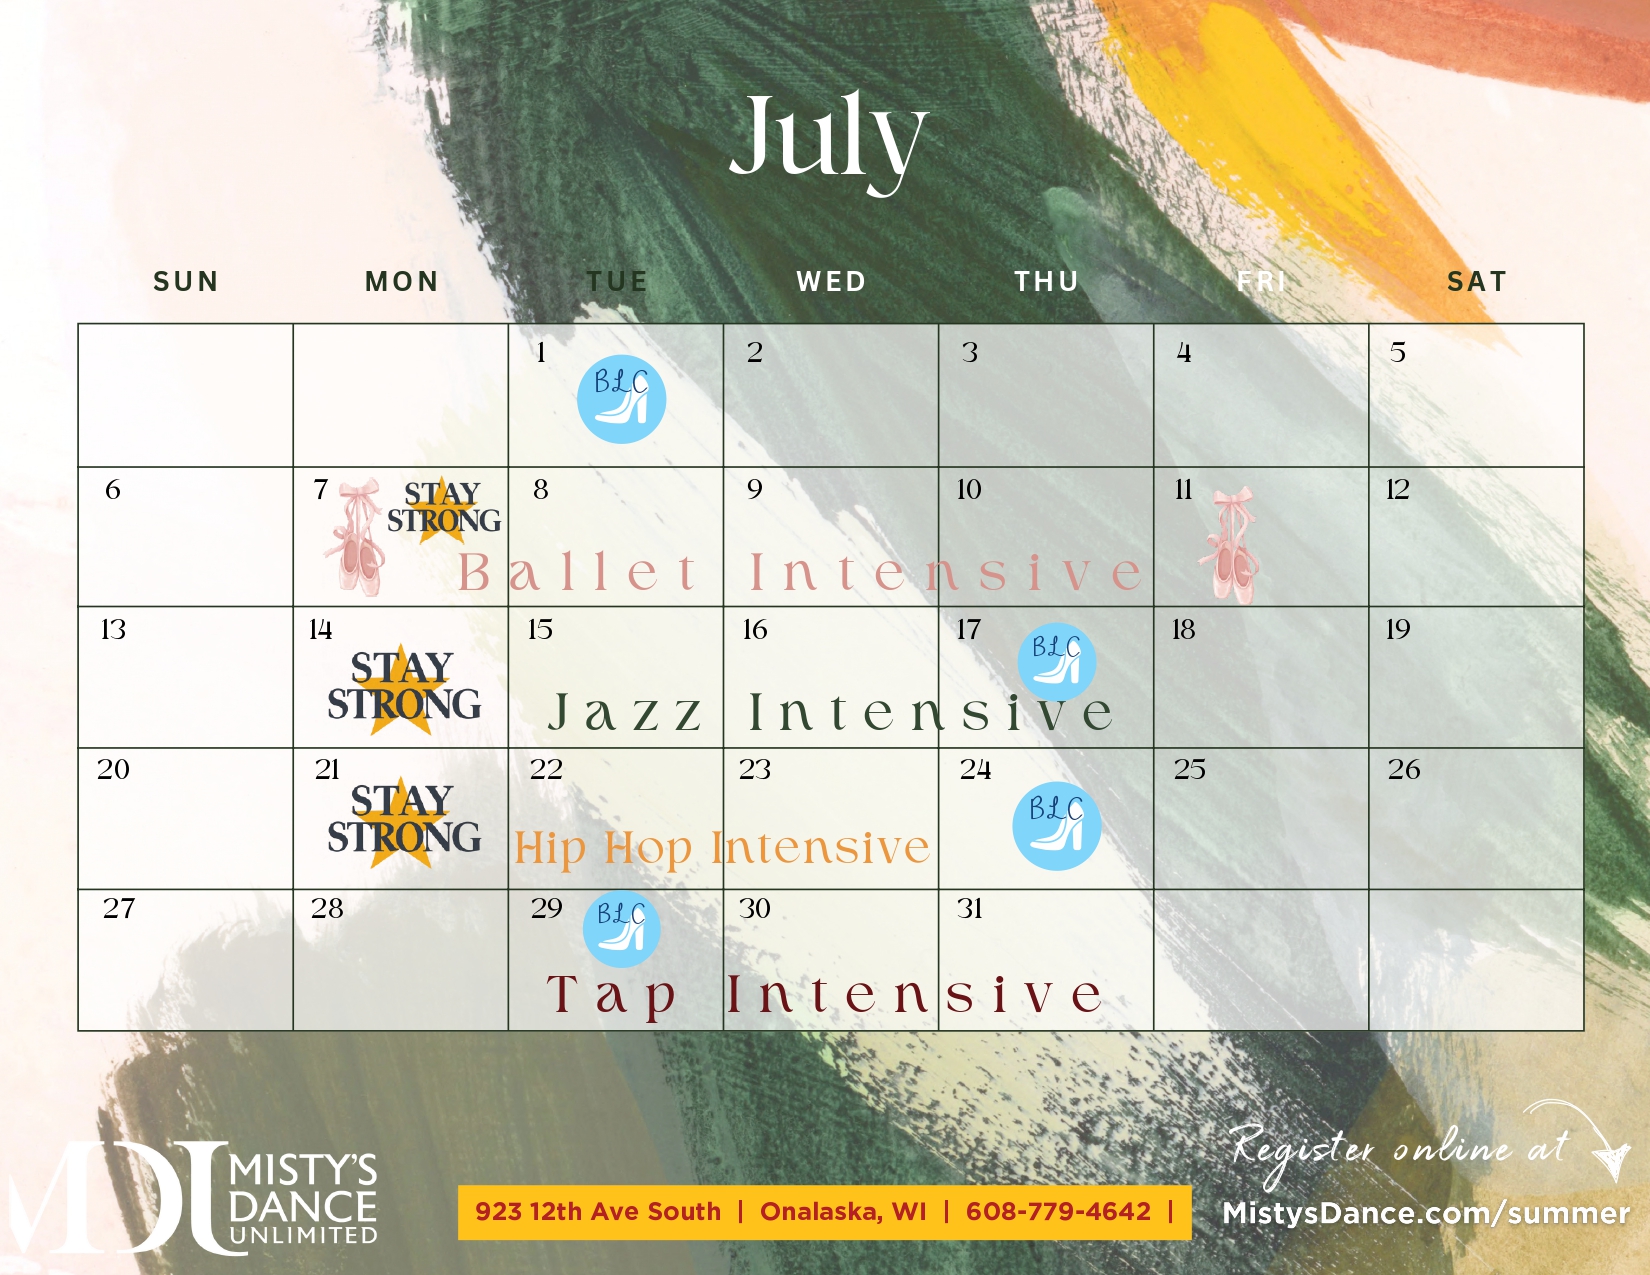 July
SUN MON TUE WED THU FRI SAT
1 BLC 2 3 4 5
6 7 STAY STRONG 8 9 10 11 12
Ballet Intensive
13 14 STAY STRONG 15 16 17 BLC 18 19
Jazz Intensive
20 21 STAY STRONG 22 23 24 BLC 25 26
Hip Hop Intensive
27 28 29 BLC 30 31
Tap Intensive
MDU MISTY'S
DANCE
UNLIMITED
923 12th Ave South | Onalaska, WI | 608-779-4642 |
Register online at
MistysDance.com/summer